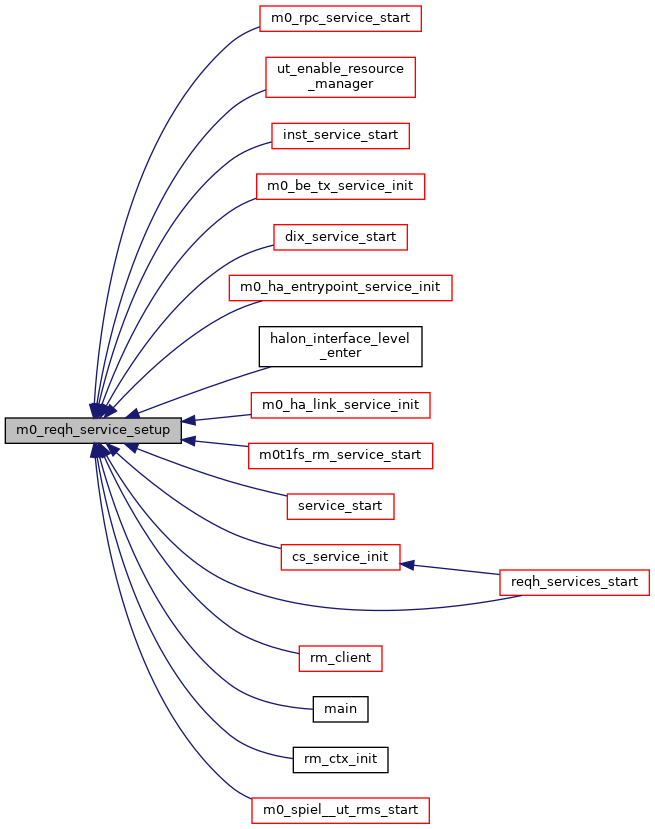 m0_rpc_service_start
ut_enable_resource
_manager
inst_service_start
m0_be_tx_service_init
dix_service_start
m0_ha_entrypoint_service_init
halon_interface_level
_enter
m0_ha_link_service_init
m0_reqh_service_setup
m0t1fs_rm_service_start
service_start
cs_service_init
reqh_services_start
rm_client
main
rm_ctx_init
m0_spiel__ut_rms_start